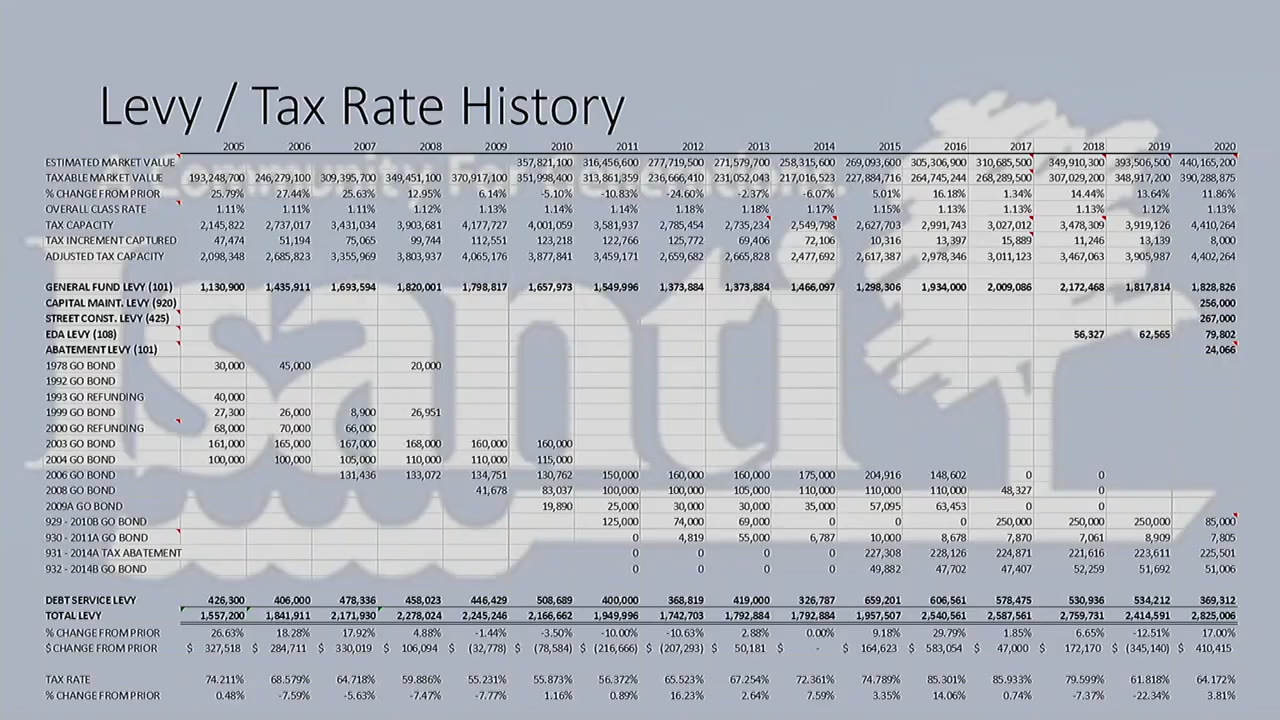 Levy / Tax Rate History
2005 2006 2007 2008 2009 2010 2011 2012 2013 2014 2015 2016 2017 2018 2019 2020
ESTIMATED MARKET VALUE 357,821,100 316,456,600 277,719,500 271,579,700 258,315,600 269,093,600 305,306,900 310,685,500 349,910,300 393,506,500 440,165,200
TAXABLE MARKET VALUE 193,248,700 246,279,100 309,395,700 349,451,100 370,917,100 351,998,400 313,861,359 236,666,410 231,052,043 217,016,523 227,884,716 264,745,244 268,289,500 307,029,200 348,917,200 390,288,875
% CHANGE FROM PRIOR 25.79% 27.44% 25.63% 12.95% 6.14% -5.10% -10.83% -24.60% -2.37% -6.07% 5.01% 16.18% 1.34% 14.44% 13.64% 11.86%
OVERALL CLASS RATE 1.11% 1.11% 1.11% 1.12% 1.13% 1.14% 1.14% 1.18% 1.18% 1.17% 1.15% 1.13% 1.13% 1.13% 1.12% 1.13%
TAX CAPACITY 2,145,822 2,737,017 3,431,034 3,903,681 4,177,727 4,001,059 3,581,937 2,785,454 2,735,234 2,549,798 2,627,703 2,991,743 3,027,012 3,478,309 3,919,126 4,410,264
TAX INCREMENT CAPTURED 47,474 51,194 75,065 99,744 112,551 123,218 122,766 125,772 69,406 72,106 10,316 13,397 15,889 11,246 13,139 8,000
ADJUSTED TAX CAPACITY 2,098,348 2,685,823 3,355,969 3,803,937 4,065,176 3,877,841 3,459,171 2,659,682 2,665,828 2,477,692 2,617,387 2,978,346 3,011,123 3,467,063 3,905,987 4,402,264
GENERAL FUND LEVY (101) 1,130,900 1,435,911 1,693,594 1,820,001 1,798,817 1,657,973 1,549,996 1,373,884 1,373,884 1,466,097 1,298,306 1,934,000 2,009,086 2,172,468 1,817,814 1,828,826
CAPITAL MAINT. LEVY (920) 256,000
STREET CONST. LEVY (425) 267,000
EDA LEVY (108) 56,327 62,565 79,802
ABATEMENT LEVY (101) 24,066
1978 GO BOND 30,000 45,000 20,000
1992 GO BOND
1993 GO REFUNDING 40,000
1999 GO BOND 27,300 26,000 8,900 26,951
2000 GO REFUNDING 68,000 70,000 66,000
2003 GO BOND 161,000 165,000 167,000 168,000 160,000 160,000
2004 GO BOND 100,000 100,000 105,000 110,000 110,000 115,000
2006 GO BOND 131,436 133,072 134,751 130,762 150,000 160,000 160,000 175,000 204,916 148,602 0 0
2008 GO BOND 41,678 83,037 100,000 100,000 105,000 110,000 110,000 110,000 48,327 0
2009A GO BOND 19,890 25,000 30,000 30,000 35,000 57,095 63,453 0
929 - 2010B GO BOND 125,000 74,000 69,000 0 0 0 250,000 250,000 250,000 85,000
930 - 2011A GO BOND 0 4,819 55,000 6,787 10,000 8,678 7,870 7,061 8,909 7,805
931 - 2014A TAX ABATEMENT 0 0 0 227,308 228,126 224,871 221,616 223,611 225,501
932 - 2014B GO BOND 0 0 0 49,882 47,702 47,407 52,259 51,692 51,006
DEBT SERVICE LEVY 426,300 406,000 478,336 458,023 446,429 508,689 400,000 368,819 419,000 326,787 659,201 606,561 578,475 530,936 534,212 369,312
TOTAL LEVY 1,557,200 1,841,911 2,171,930 2,278,024 2,245,246 2,166,662 1,949,996 1,742,703 1,792,884 1,792,884 1,957,507 2,540,561 2,587,561 2,759,731 2,414,591 2,825,006
% CHANGE FROM PRIOR 26.63% 18.28% 17.92% 4.88% -1.44% -3.50% -10.00% -10.63% 2.88% 0.00% 9.18% 29.79% 1.85% 6.65% -12.51% 17.00%
$ CHANGE FROM PRIOR $ 327,518 $ 284,711 $ 330,019 $ 106,094 $ (32,778) $ (78,584) $ (216,666) $ (207,293) $ 50,181 $ - $ 164,623 $ 583,054 $ 47,000 $ 172,170 $ (345,140) $ 410,415
TAX RATE 74.211% 68.579% 64.718% 59.886% 55.231% 55.873% 56.372% 65.523% 67.254% 72.361% 74.789% 85.301% 85.933% 79.599% 61.818% 64.172%
% CHANGE FROM PRIOR 0.48% -7.59% -5.63% -7.47% -7.77% 1.16% 0.89% 16.23% 2.64% 7.59% 3.35% 14.06% 0.74% -7.37% -22.34% 3.81%
Isanti